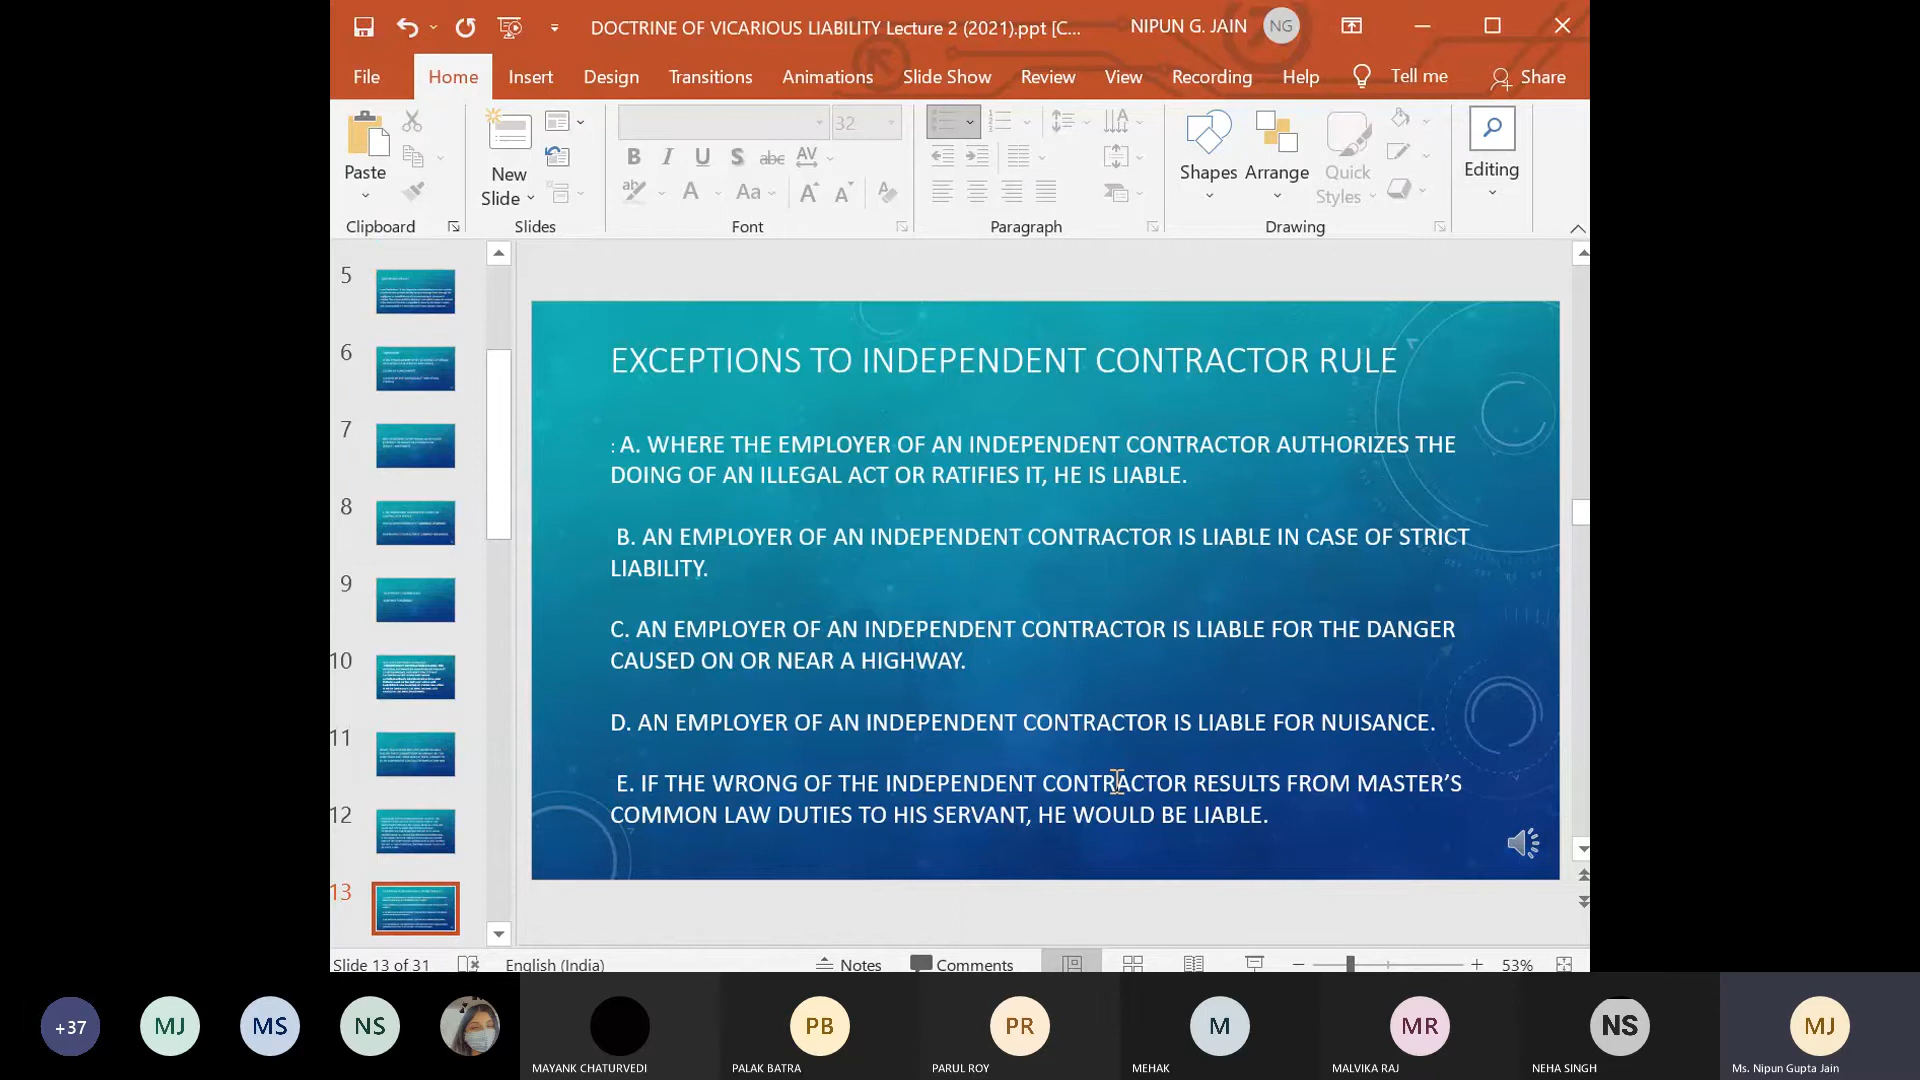 DOCTRINE OF VICARIOUS LIABILITY Lecture 2 (2021).ppt [C...
NIPUN G. JAIN
NG
File
Home
Insert
Design
Transitions
Animations
Slide Show
Review
View
Recording
Help
Tell me
Share
Paste
New
Slide
32
B I U S abc AV
A Aa A A
Shapes
Arrange
Quick
Styles
Editing
Clipboard
Slides
Font
Paragraph
Drawing
5
6
7
8
9
10
11
12
13
EXCEPTIONS TO INDEPENDENT CONTRACTOR RULE
: A. WHERE THE EMPLOYER OF AN INDEPENDENT CONTRACTOR AUTHORIZES THE
DOING OF AN ILLEGAL ACT OR RATIFIES IT, HE IS LIABLE.
B. AN EMPLOYER OF AN INDEPENDENT CONTRACTOR IS LIABLE IN CASE OF STRICT
LIABILITY.
C. AN EMPLOYER OF AN INDEPENDENT CONTRACTOR IS LIABLE FOR THE DANGER
CAUSED ON OR NEAR A HIGHWAY.
D. AN EMPLOYER OF AN INDEPENDENT CONTRACTOR IS LIABLE FOR NUISANCE.
E. IF THE WRONG OF THE INDEPENDENT CONTRACTOR RESULTS FROM MASTER'S
COMMON LAW DUTIES TO HIS SERVANT, HE WOULD BE LIABLE.
Slide 13 of 31
English (India)
Notes
Comments
53%
+37
MJ
MS
NS
PB
PR
M
MR
NS
MJ
MAYANK CHATURVEDI
PALAK BATRA
PARUL ROY
MEHAK
MALVIKA RAJ
NEHA SINGH
Ms. Nipun Gupta Jain